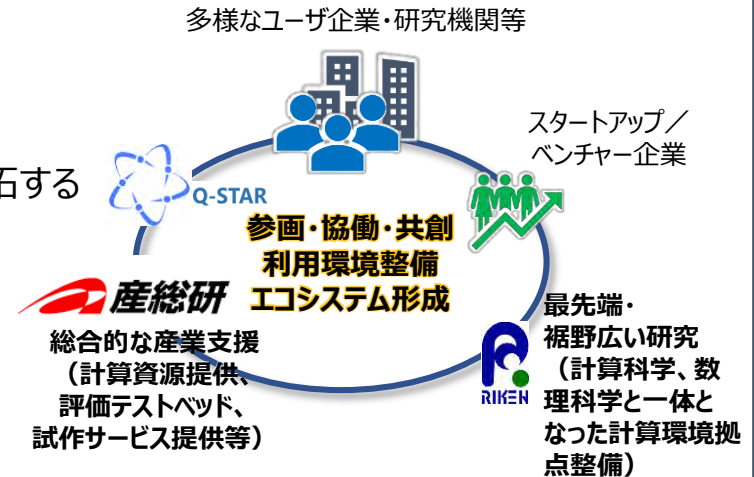 多様なユーザ企業・研究機関等
スタートアップ／
ベンチャー企業
石する
Q-STAR
参画・協働・共創
利用環境整備
エコシステム形成
産総研
総合的な産業支援
（計算資源提供、
評価テストベッド、
試作サービス提供等）
RIKEN
最先端・
裾野広い研究
（計算科学、数
理科学と一体と
なった計算環境拠
点整備）